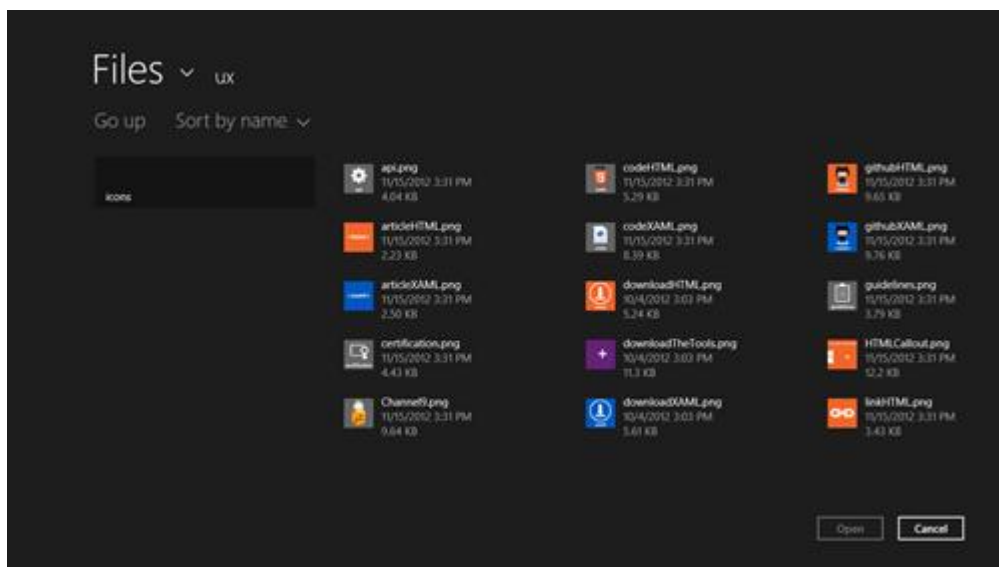 Files ux
Go up Sort by name
icons
api.png
11/15/2012 3:31 PM
4.04 KB
articleHTML.png
11/15/2012 3:31 PM
2.23 KB
articleXAML.png
11/15/2012 3:31 PM
2.50 KB
certification.png
11/15/2012 3:31 PM
4.43 KB
Channel9.png
11/15/2012 3:31 PM
9.64 KB
codeHTML.png
11/15/2012 3:31 PM
5.29 KB
codeXAML.png
11/15/2012 3:31 PM
8.39 KB
downloadHTML.png
10/4/2012 3:03 PM
5.24 KB
downloadTheTools.png
10/4/2012 3:03 PM
11.3 KB
downloadXAML.png
10/4/2012 3:03 PM
5.61 KB
githubHTML.png
11/15/2012 3:31 PM
9.65 KB
githubXAML.png
11/15/2012 3:31 PM
9.76 KB
guidelines.png
11/15/2012 3:31 PM
3.79 KB
HTMLCallout.png
11/15/2012 3:31 PM
12.2 KB
linkHTML.png
11/15/2012 3:31 PM
3.43 KB
Open Cancel